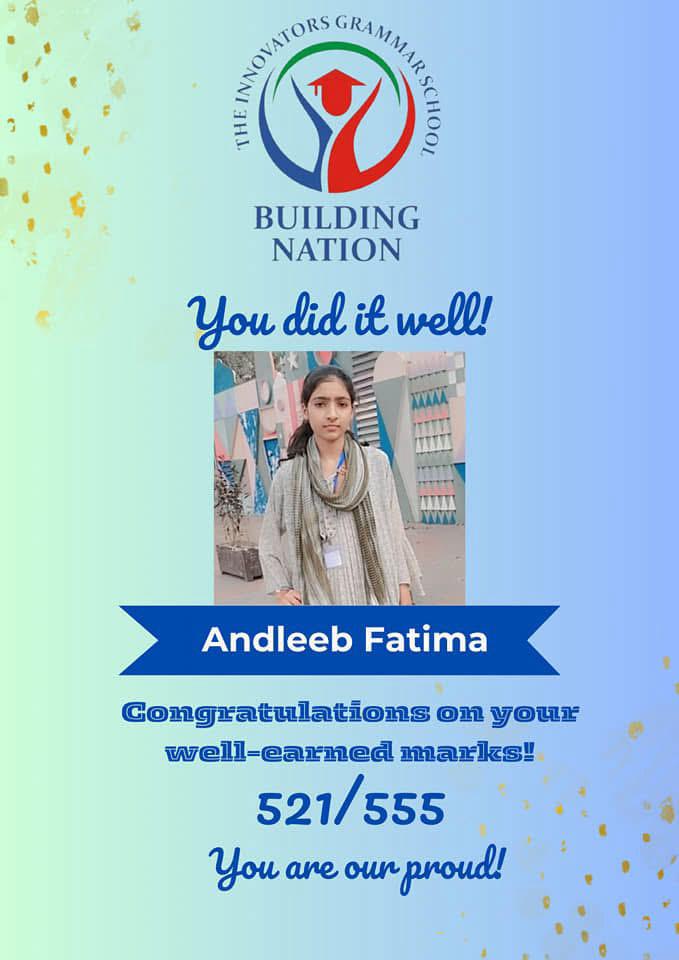 THE INNOVATORS GRAMMAR SCHOOL
BUILDING
NATION
You did it well!
Andleeb Fatima
Congratulations on your
well-earned marks!
521/555
You are our proud!